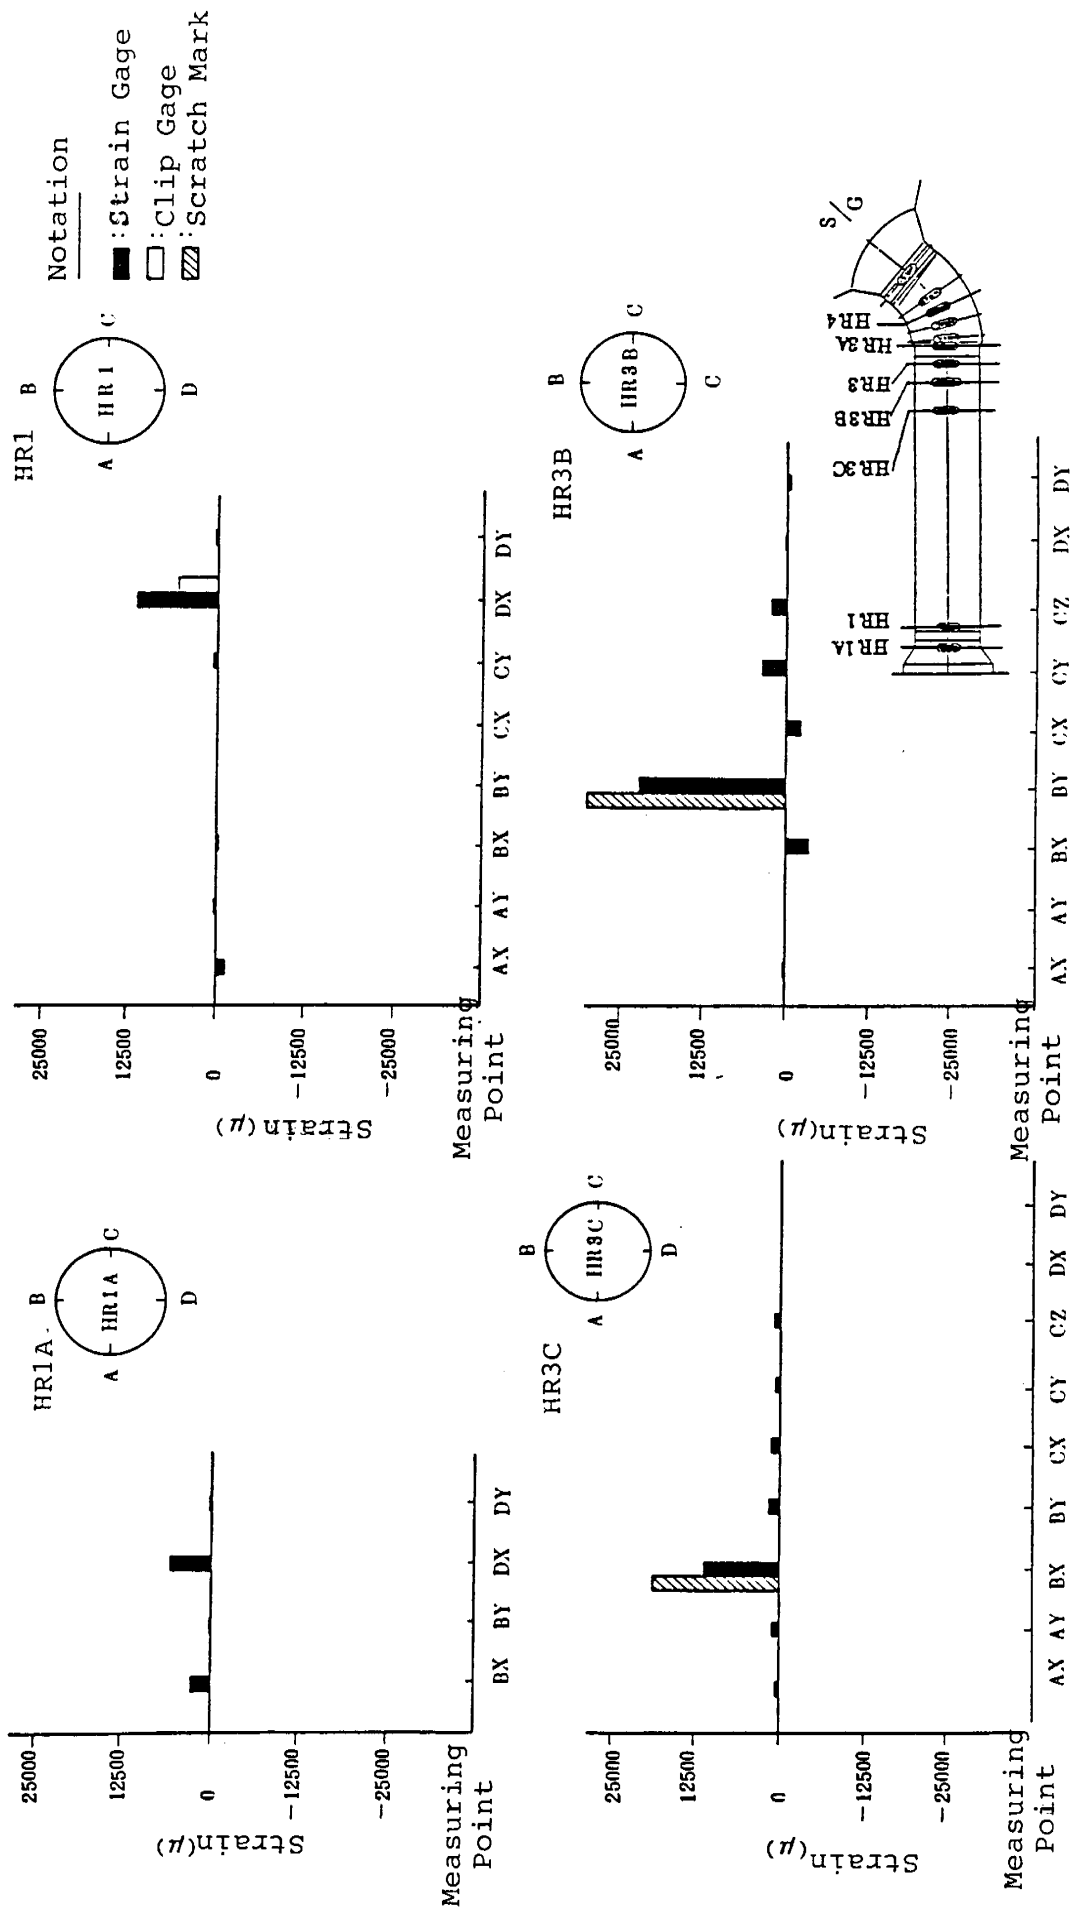 HR1A
B
A
C
HR1A
D
25000
12500
0
-12500
-25000
Strain(μ)
Measuring
Point
BX BY DX DY
HR1
B
A
C
HR1
D
25000
12500
0
-12500
-25000
Strain(μ)
Measuring
Point
AX AY BX BY CX CY DX DY
Notation
:Strain Gage
:Clip Gage
:Scratch Mark
HR3C
B
A
C
HR3C
D
25000
12500
0
-12500
-25000
Strain(μ)
Measuring
Point
AX AY BX BY CX CY CZ DX DY
HR3B
B
A
C
HR3B
C
25000
12500
0
-12500
-25000
Strain(μ)
Measuring
Point
AX AY BX BY CX CY CZ DX DY
HR1A
HR1
HR3C
HR3B
HR3
HR3A
HR4
S/G